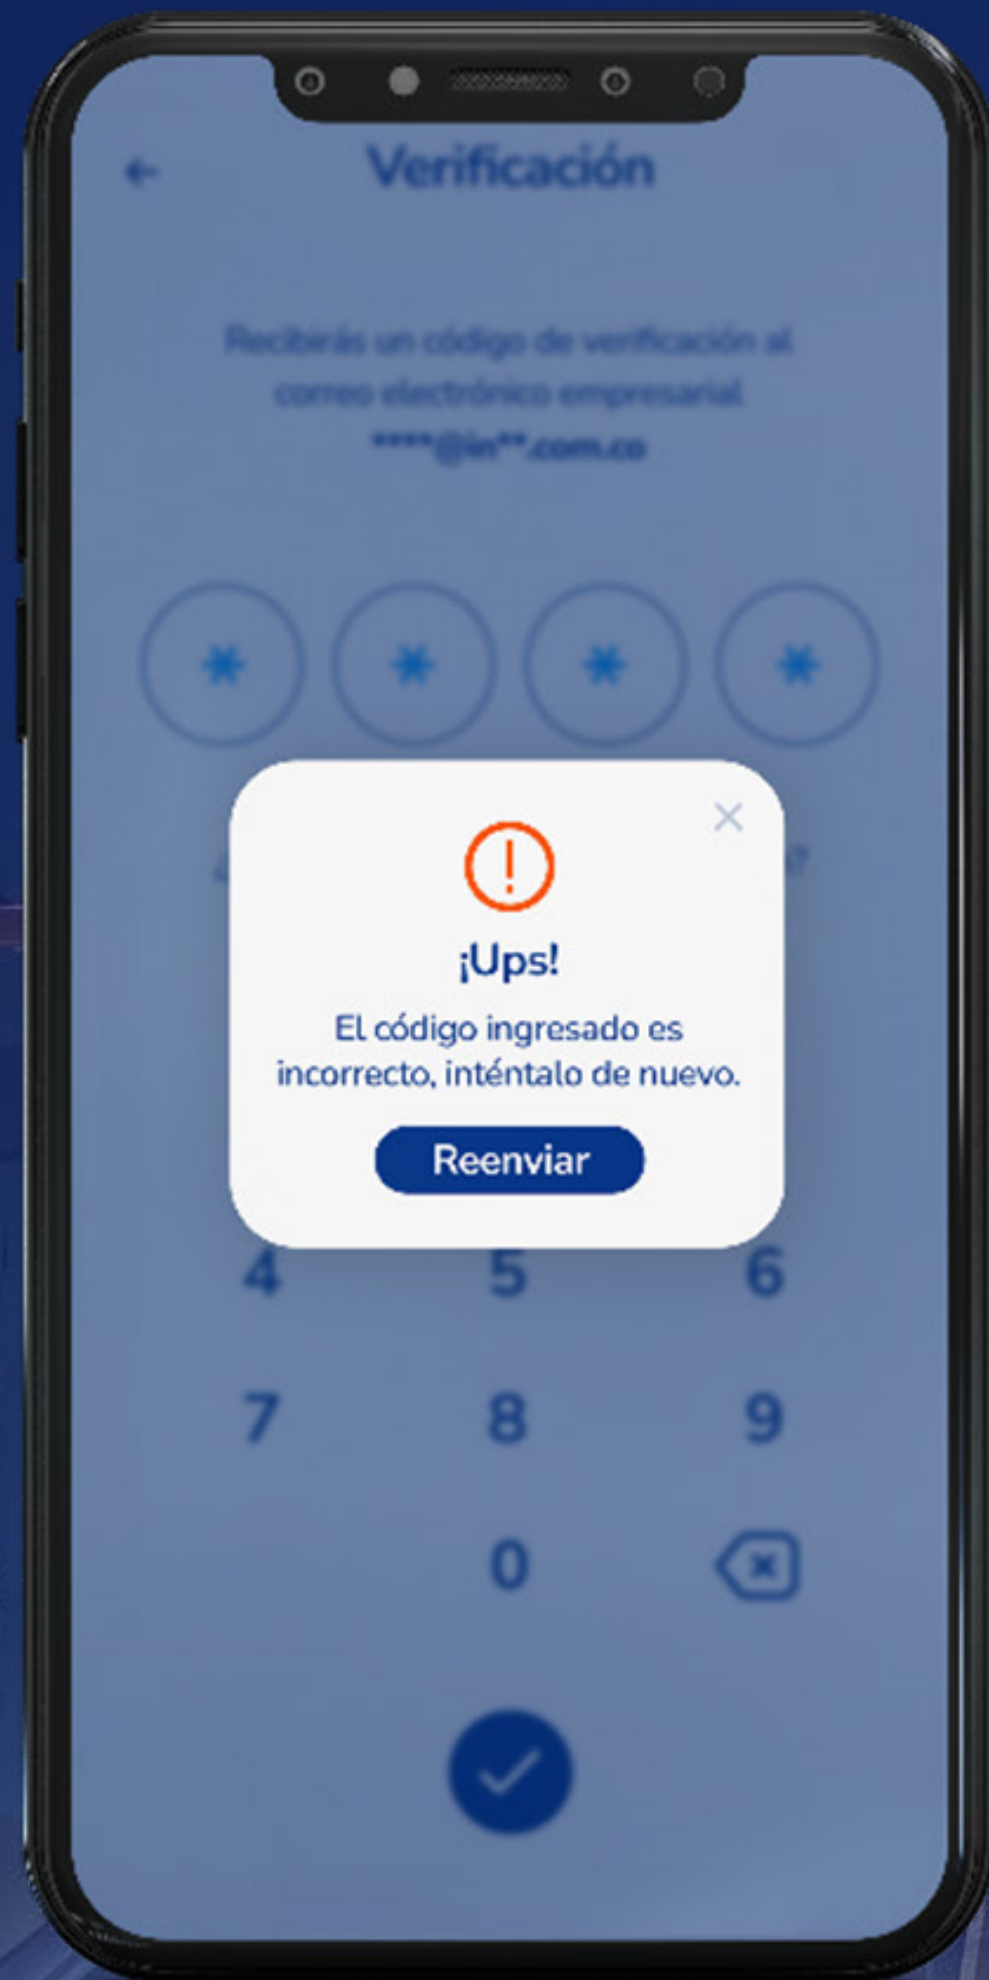 Verificación
Recibirás un código de verificación al
correo electrónico empresarial
****@in**.com.co
* * * *
¡Ups!
El código ingresado es
incorrecto, inténtalo de nuevo.
Reenviar
4 5 6
7 8 9
0